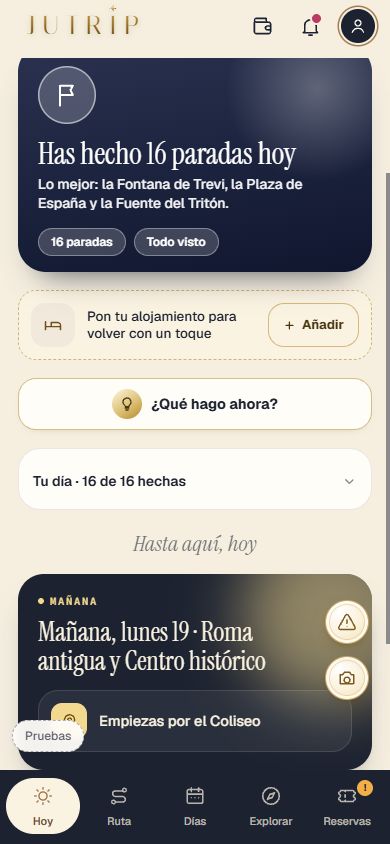 JUTRIP
Has hecho 16 paradas hoy
Lo mejor: la Fontana de Trevi, la Plaza de
España y la Fuente del Tritón.
16 paradas
Todo visto
Pon tu alojamiento para
volver con un toque
+ Añadir
¿Qué hago ahora?
Tu día · 16 de 16 hechas
Hasta aquí, hoy
MAÑANA
Mañana, lunes 19 · Roma
antigua y Centro histórico
Empiezas por el Coliseo
Pruebas
!
Hoy
Ruta
Días
Explorar
Reservas